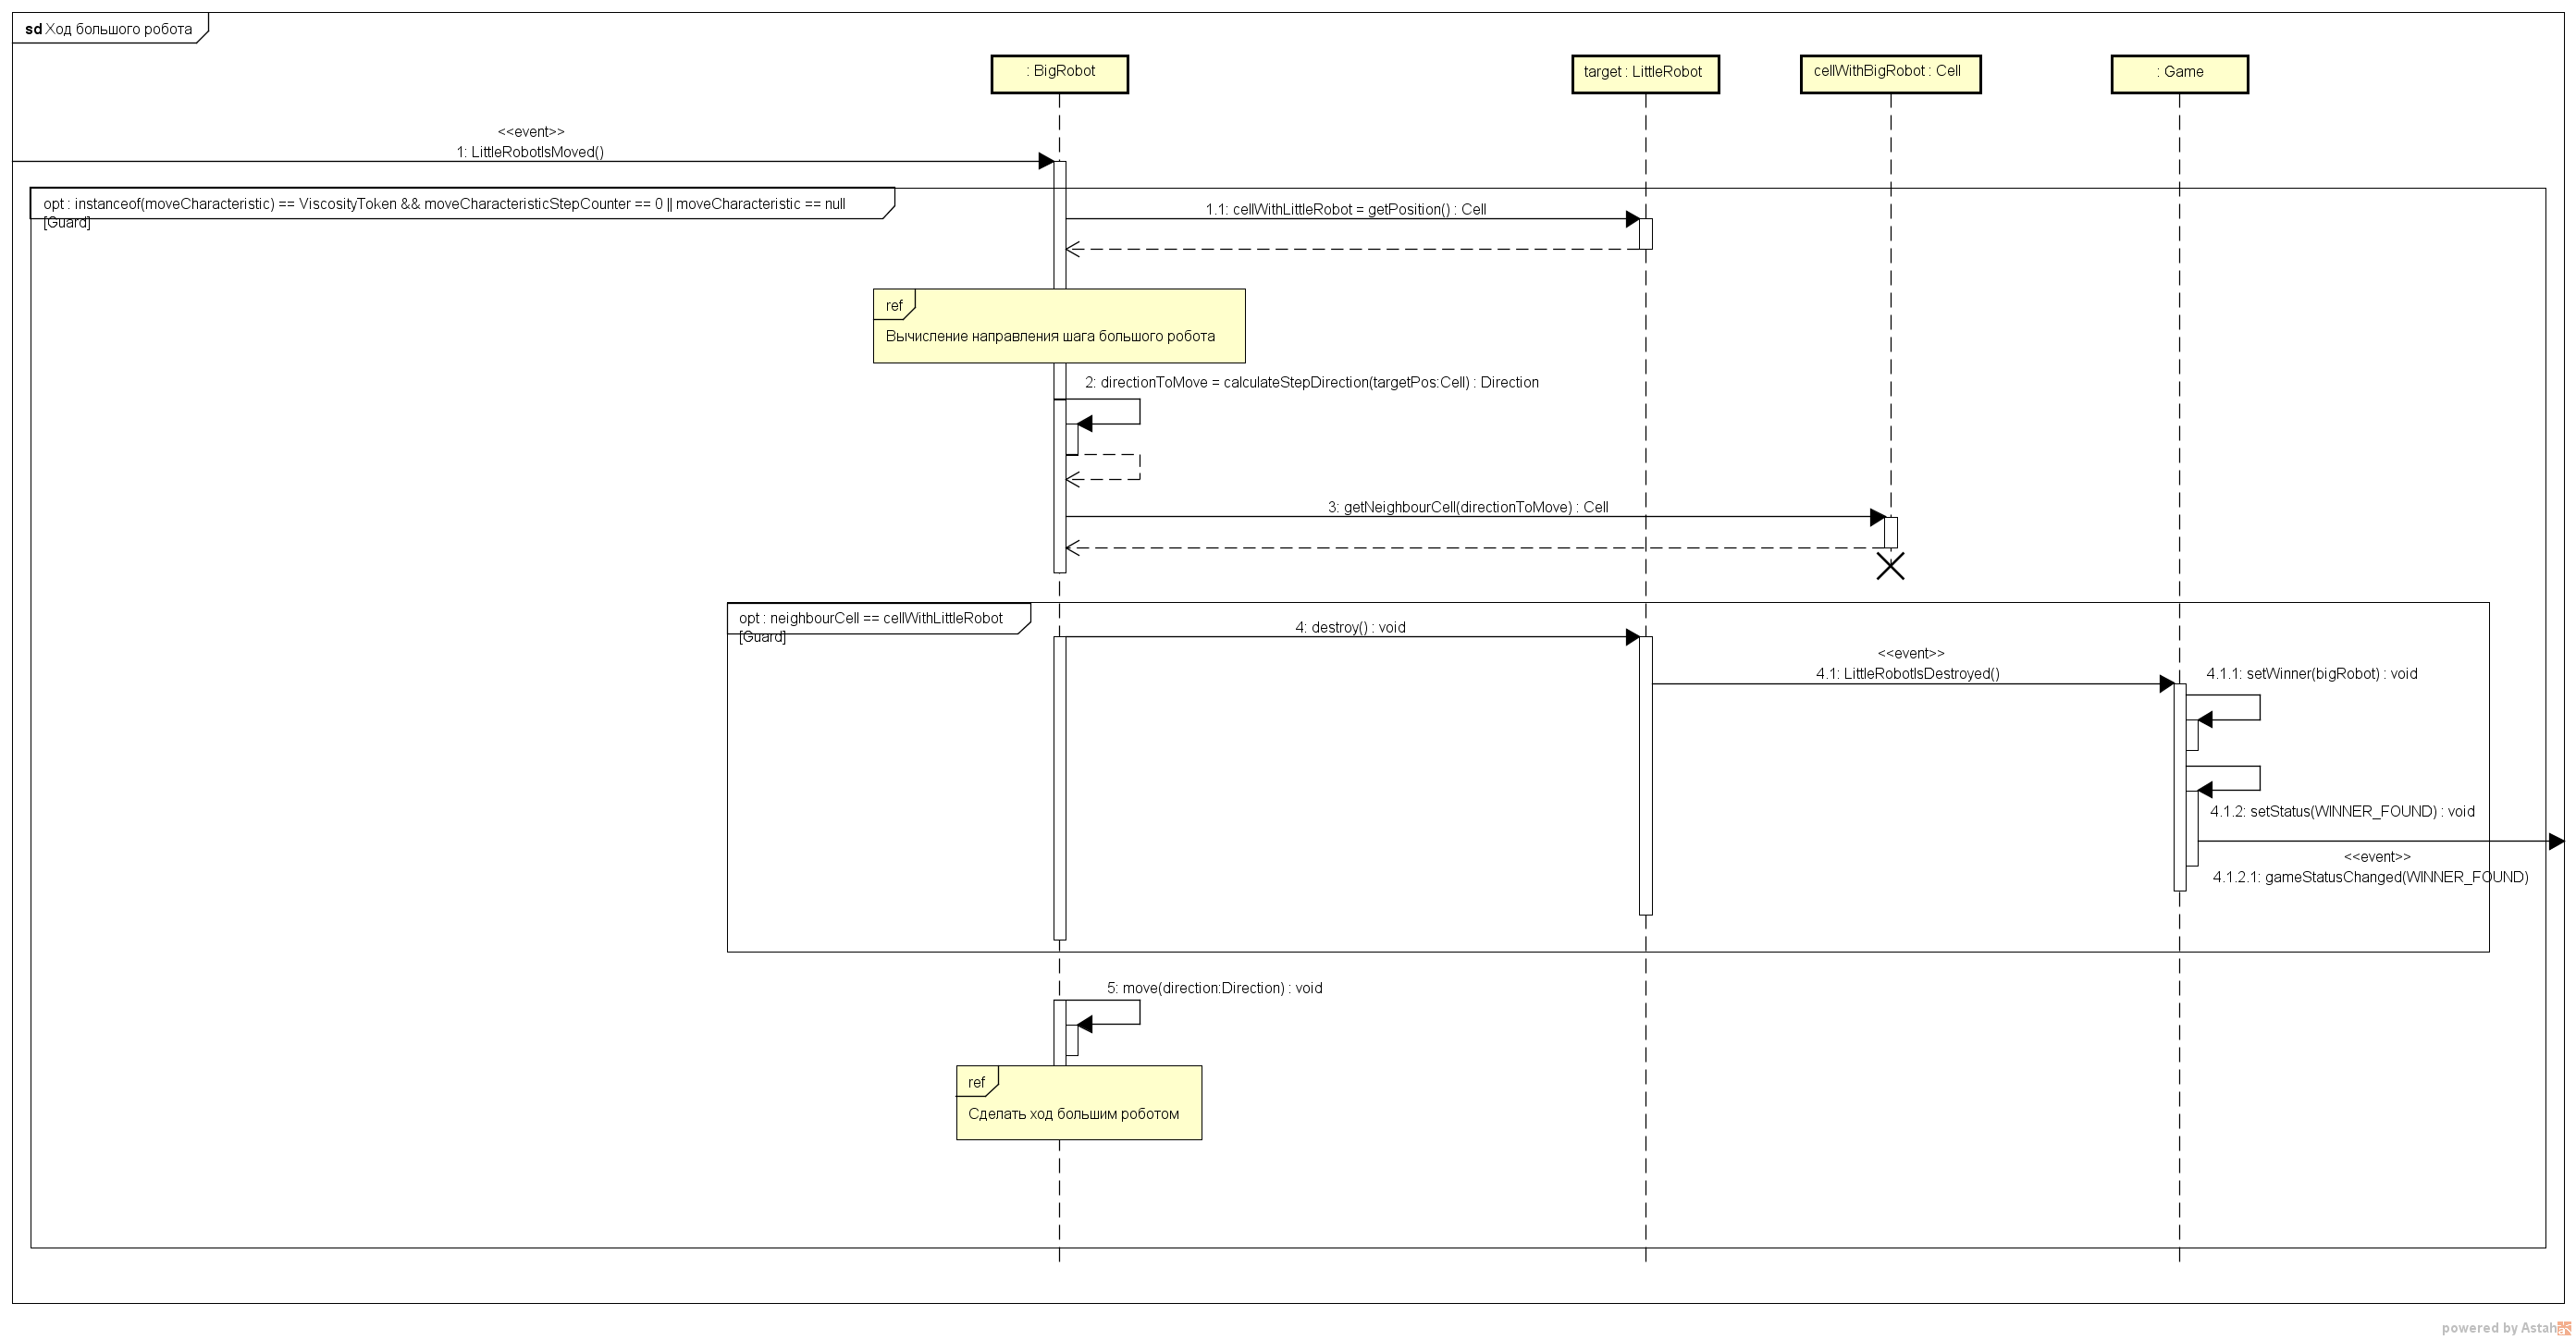 sd Ход большого робота
: BigRobot
target : LittleRobot
cellWithBigRobot : Cell
: Game
<<event>>
1: LittleRobotIsMoved()
opt : instanceof(moveCharacteristic) == ViscosityToken && moveCharacteristicStepCounter == 0 || moveCharacteristic == null
[Guard]
1.1: cellWithLittleRobot = getPosition() : Cell
ref
Вычисление направления шага большого робота
2: directionToMove = calculateStepDirection(targetPos:Cell) : Direction
3: getNeighbourCell(directionToMove) : Cell
opt : neighbourCell == cellWithLittleRobot
[Guard]
4: destroy() : void
<<event>>
4.1: LittleRobotIsDestroyed()
4.1.1: setWinner(bigRobot) : void
4.1.2: setStatus(WINNER_FOUND) : void
<<event>>
4.1.2.1: gameStatusChanged(WINNER_FOUND)
5: move(direction:Direction) : void
ref
Сделать ход большим роботом
powered by Astah